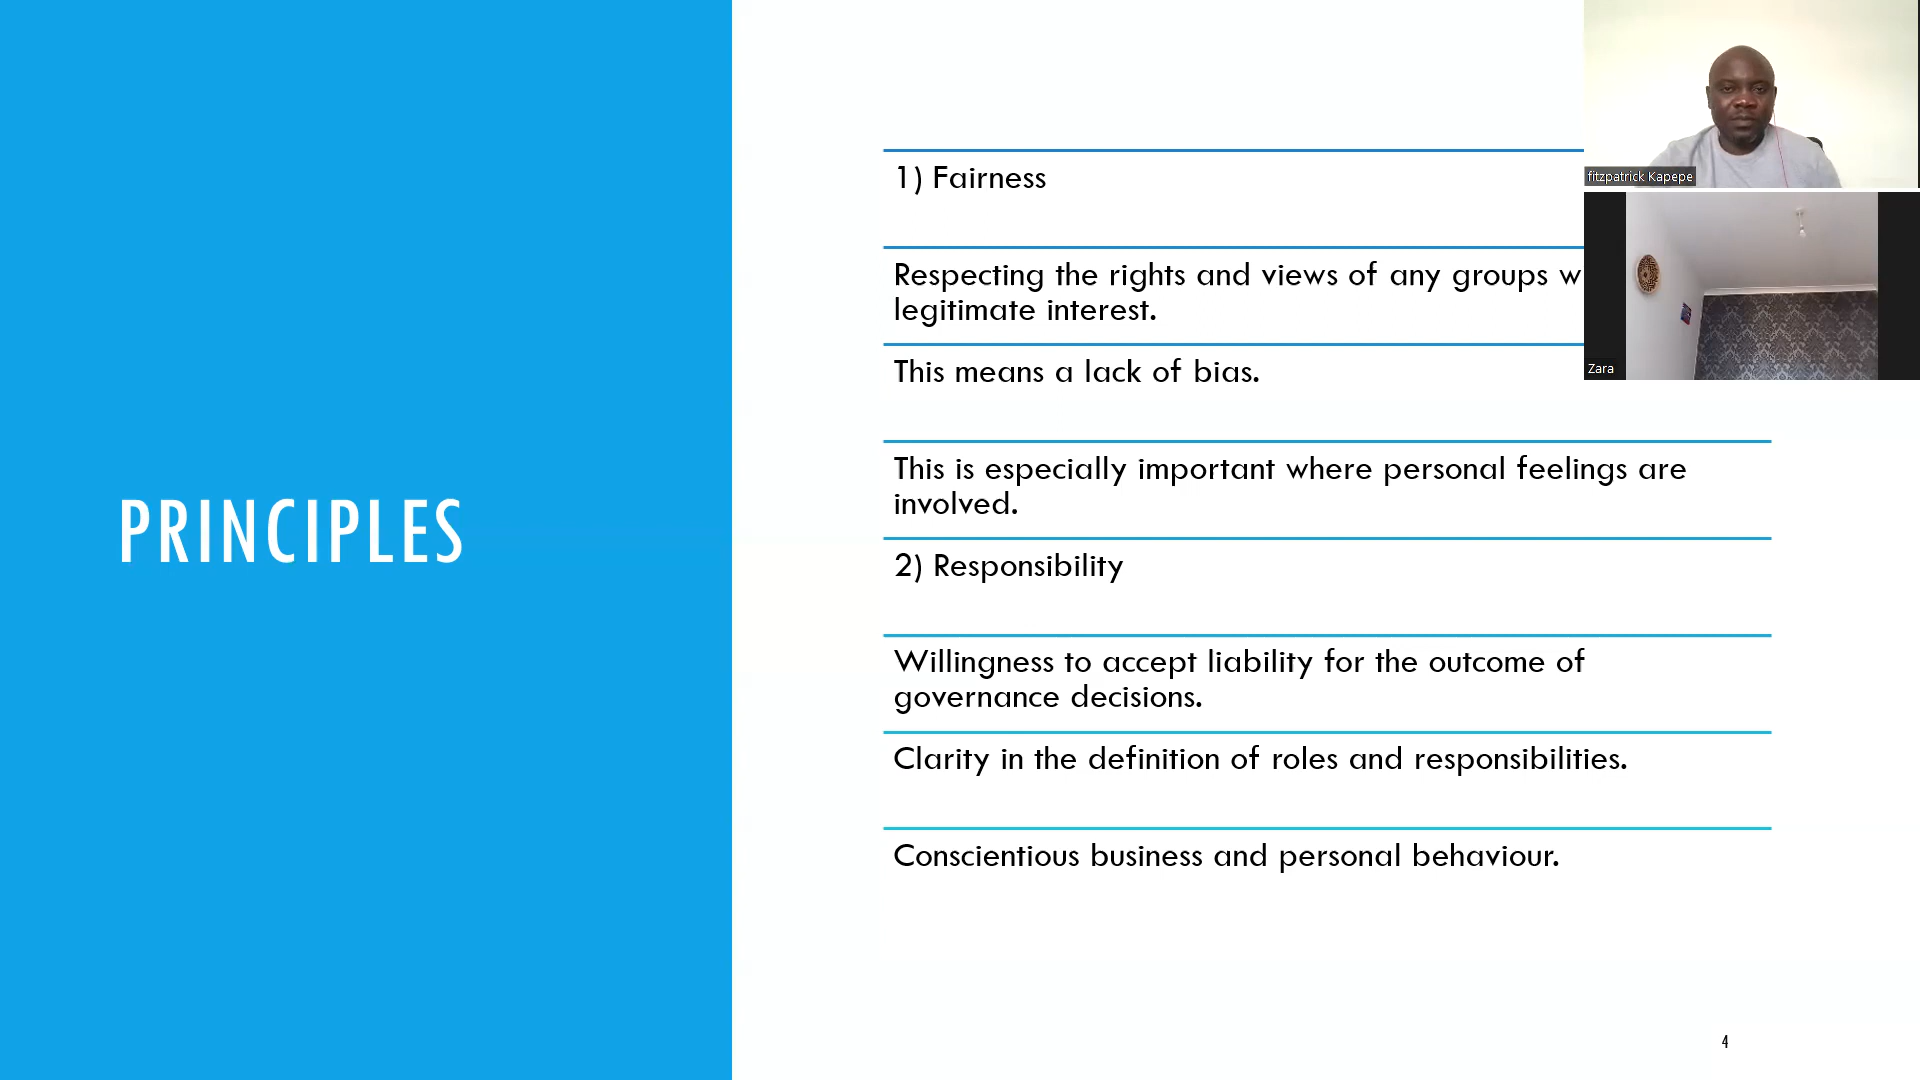 PRINCIPLES
1) Fairness
Respecting the rights and views of any groups
legitimate interest.
This means a lack of bias.
This is especially important where personal feelings are
involved.
2) Responsibility
Willingness to accept liability for the outcome of
governance decisions.
Clarity in the definition of roles and responsibilities.
Conscientious business and personal behaviour.
4
fitzpatrick Kapepe
Zara